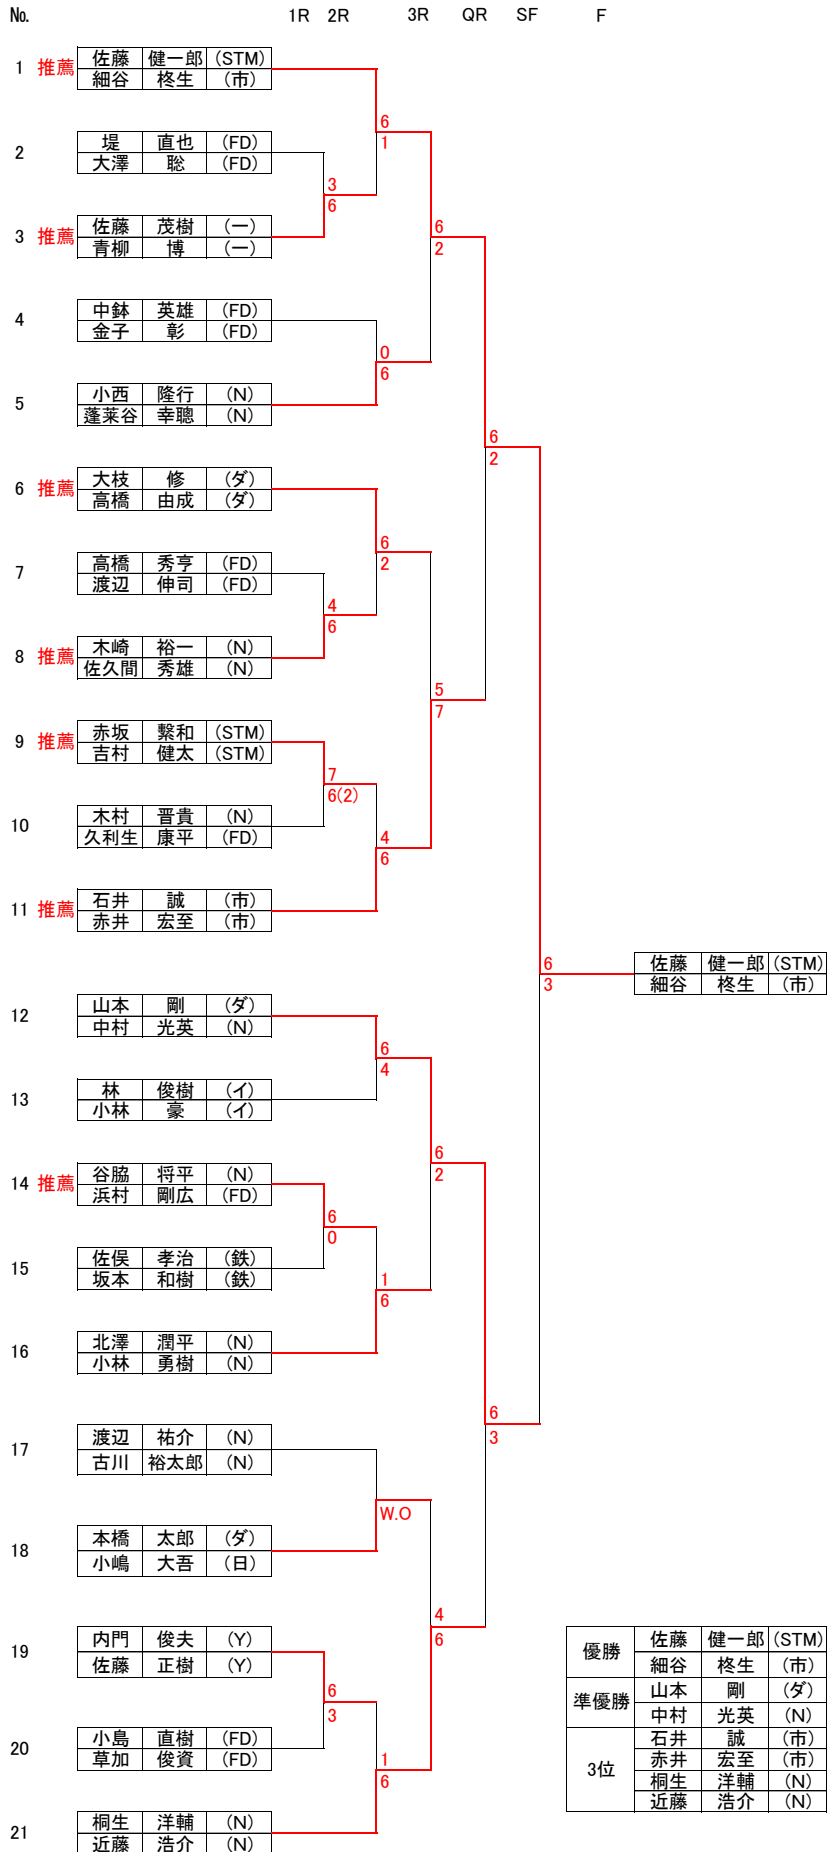 № 1R 2R 3R QR SF F
1 推薦 佐藤 健一郎 (STM)
細谷 柊生 (市)
6
1
2 堤 直也 (FD)
大澤 聡 (FD)
3
6
3 推薦 佐藤 茂樹 (一)
青柳 博 (一)
6
2
4 中鉢 英雄 (FD)
金子 彰 (FD)
0
6
5 小西 隆行 (N)
蓬莱谷 幸聰 (N)
6
2
6 推薦 大枝 修 (ダ)
高橋 由成 (ダ)
6
2
7 高橋 秀亨 (FD)
渡辺 伸司 (FD)
4
6
8 推薦 木崎 裕一 (N)
佐久間 秀雄 (N)
5
7
9 推薦 赤坂 繫和 (STM)
吉村 健太 (STM)
7
6(2)
10 木村 晋貴 (N)
久利生 康平 (FD)
4
6
11 推薦 石井 誠 (市)
赤井 宏至 (市)
6 佐藤 健一郎 (STM)
3 細谷 柊生 (市)
12 山本 剛 (ダ)
中村 光英 (N)
6
4
13 林 俊樹 (イ)
小林 豪 (イ)
6
2
14 推薦 谷脇 将平 (N)
浜村 剛広 (FD)
6
0
15 佐俣 孝治 (鉄)
坂本 和樹 (鉄)
1
6
16 北澤 潤平 (N)
小林 勇樹 (N)
6
3
17 渡辺 祐介 (N)
古川 裕太郎 (N)
W.O
18 本橋 太郎 (ダ)
小嶋 大吾 (日)
4
6
19 内門 俊夫 (Y)
佐藤 正樹 (Y)
6
3
20 小島 直樹 (FD)
草加 俊資 (FD)
1
6
21 桐生 洋輔 (N)
近藤 浩介 (N)
優勝 佐藤 健一郎 (STM)
細谷 柊生 (市)
準優勝 山本 剛 (ダ)
中村 光英 (N)
3位 石井 誠 (市)
赤井 宏至 (市)
桐生 洋輔 (N)
近藤 浩介 (N)